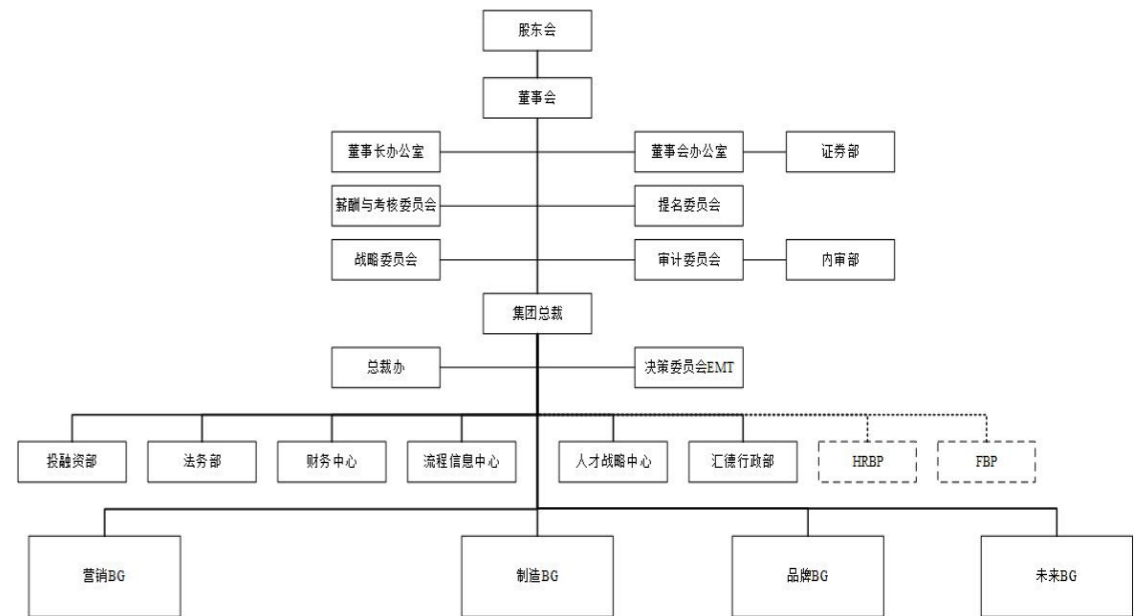 股东会
董事会
董事长办公室
董事会办公室
证券部
薪酬与考核委员会
提名委员会
战略委员会
审计委员会
内审部
集团总裁
总裁办
决策委员会EMT
投融资部
法务部
财务中心
流程信息中心
人才战略中心
汇德行政部
HRBP
FBP
营销BG
制造BG
品牌BG
未来BG